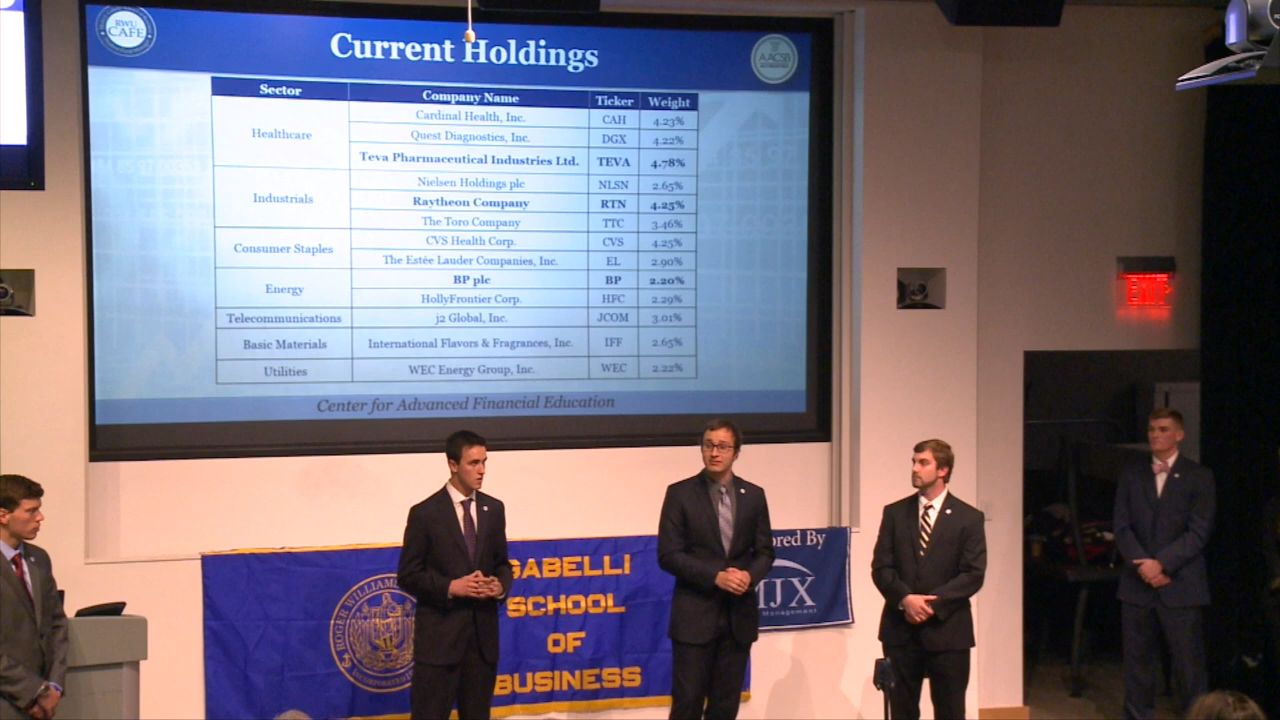 RWU
CAFE
Current Holdings
AACSB
Sector Company Name Ticker Weight
Healthcare
Cardinal Health, Inc. CAH 4.23%
Quest Diagnostics, Inc. DGX 4.22%
Teva Pharmaceutical Industries Ltd. TEVA 4.78%
Industrials
Nielsen Holdings plc NLSN 2.65%
Raytheon Company RTN 4.25%
The Toro Company TTC 3.46%
Consumer Staples
CVS Health Corp. CVS 4.25%
The Estée Lauder Companies, Inc. EL 2.90%
Energy
BP plc BP 2.20%
HollyFrontier Corp. HFC 2.29%
Telecommunications j2 Global, Inc. JCOM 3.01%
Basic Materials International Flavors & Fragrances, Inc. IFF 2.65%
Utilities WEC Energy Group, Inc. WEC 2.22%
Center for Advanced Financial Education
EXIT
ROGER WILLIAMS
GABELLI
SCHOOL
OF
BUSINESS
ored By
MJX
Management